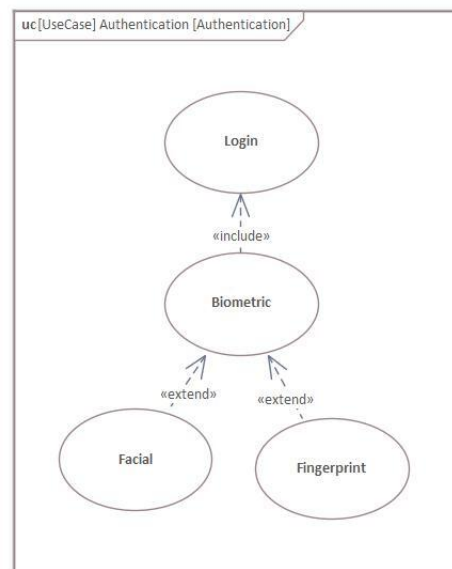 uc [UseCase] Authentication [Authentication]
Login
«include»
Biometric
«extend»
«extend»
Facial
Fingerprint